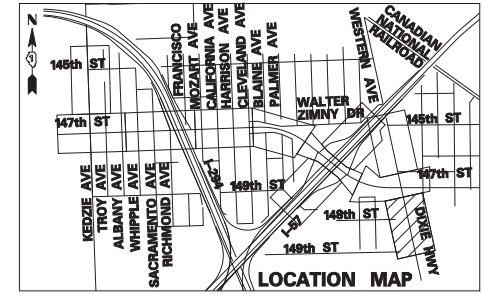 N
FRANCISCO
MOZART AVE
CALIFORNIA AVE
HARRISON AVE
CLEVELAND AVE
BLAINE AVE
PALMER AVE
WESTERN AVE
CANADIAN
NATIONAL
RAILROAD
145th ST
WALTER
ZIMNY DR
147th ST
145th ST
KEDZIE AVE
TROY AVE
ALBANY AVE
WHIPPLE AVE
SACRAMENTO AVE
RICHMOND AVE
I-294
149th ST
147th ST
I-57
148th ST
DIXIE HWY
149th ST
LOCATION MAP